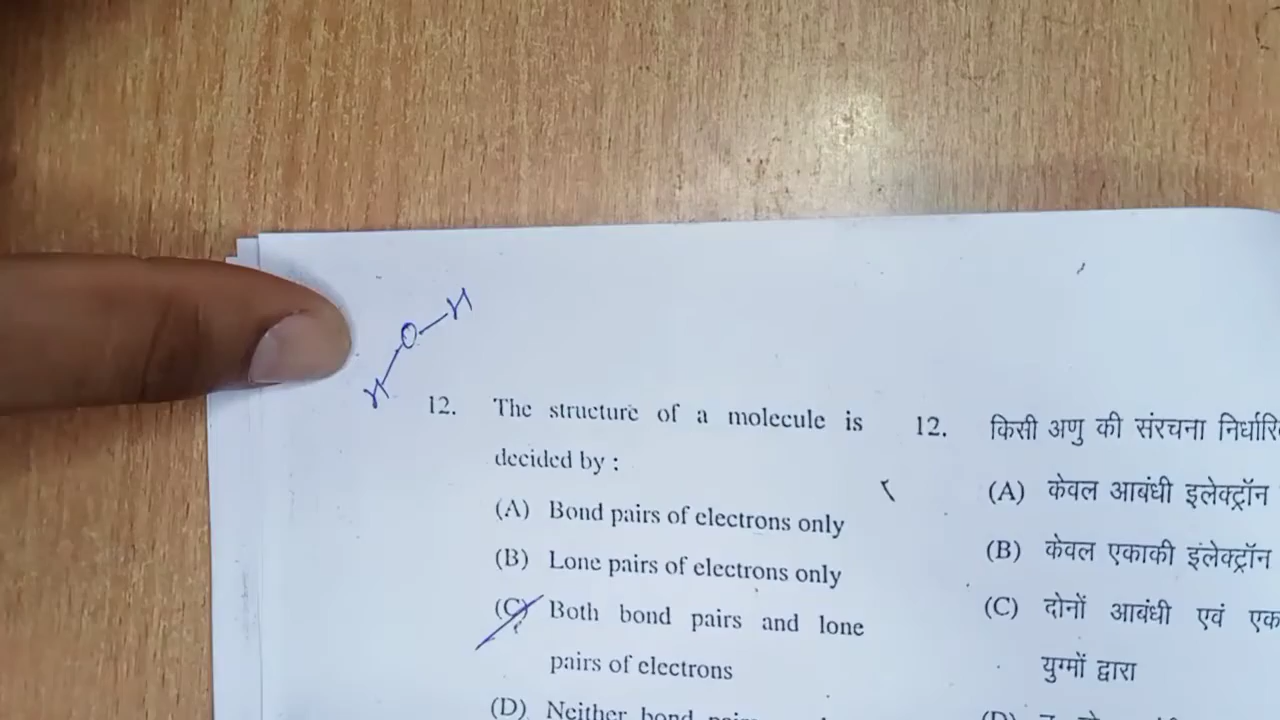 H-O-H
12. The structure of a molecule is
decided by :
(A) Bond pairs of electrons only
(B) Lone pairs of electrons only
(C) Both bond pairs and lone
pairs of electrons
(D) Neither bond
12. किसी अणु की संरचना
(A) केवल आबंधी इलेक्ट्रॉन
(B) केवल एकाकी इलेक्ट्रॉन
(C) दोनों आबंधी एवं
युग्मों द्वारा